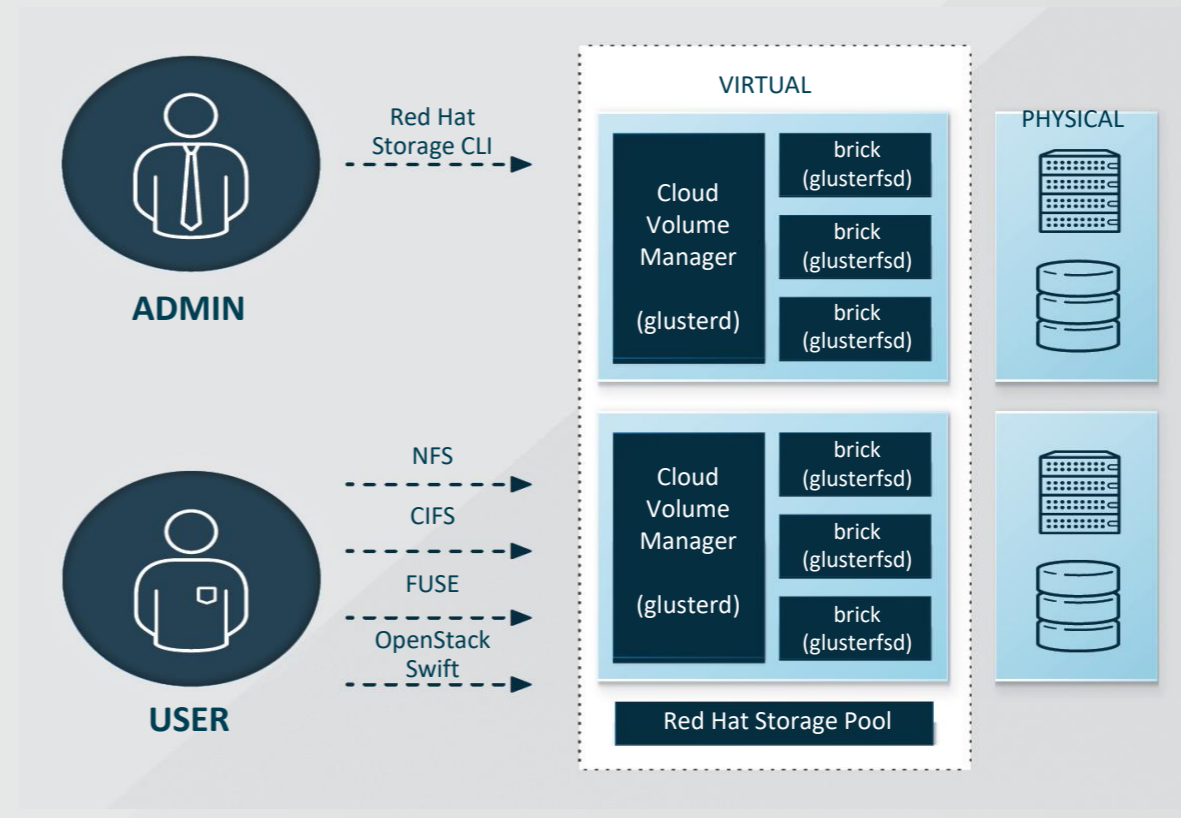 VIRTUAL
PHYSICAL
Red Hat
Storage CLI
ADMIN
Cloud
Volume
Manager
(glusterd)
brick
(glusterfsd)
brick
(glusterfsd)
brick
(glusterfsd)
NFS
CIFS
FUSE
OpenStack
Swift
USER
Cloud
Volume
Manager
(glusterd)
brick
(glusterfsd)
brick
(glusterfsd)
brick
(glusterfsd)
Red Hat Storage Pool